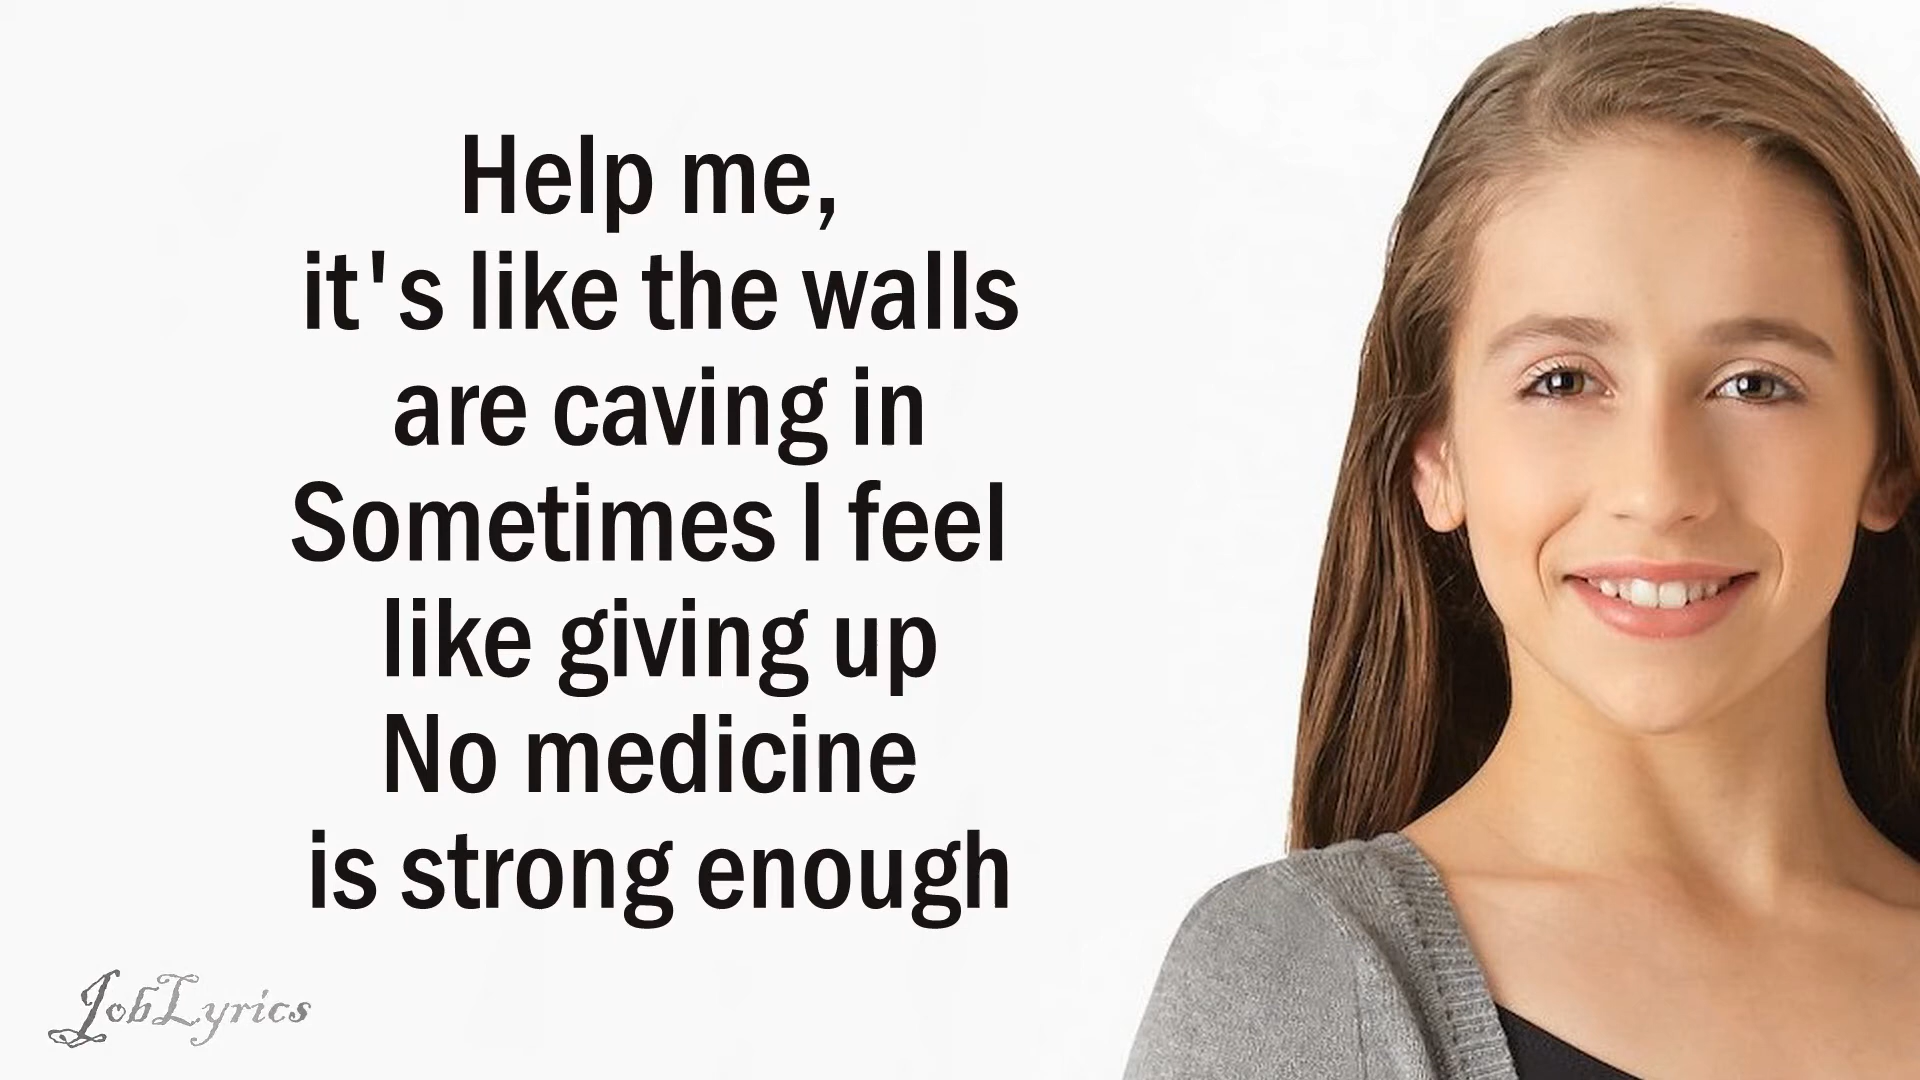 Help me,
it's like the walls
are caving in
Sometimes I feel
like giving up
No medicine
is strong enough
JobLyrics